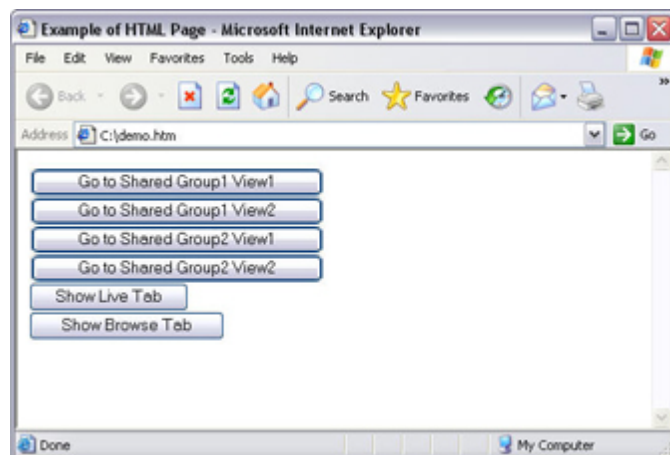 Example of HTML Page - Microsoft Internet Explorer
File Edit View Favorites Tools Help
Back Search Favorites
Address C:\demo.htm Go
Go to Shared Group1 View1
Go to Shared Group1 View2
Go to Shared Group2 View1
Go to Shared Group2 View2
Show Live Tab
Show Browse Tab
Done My Computer